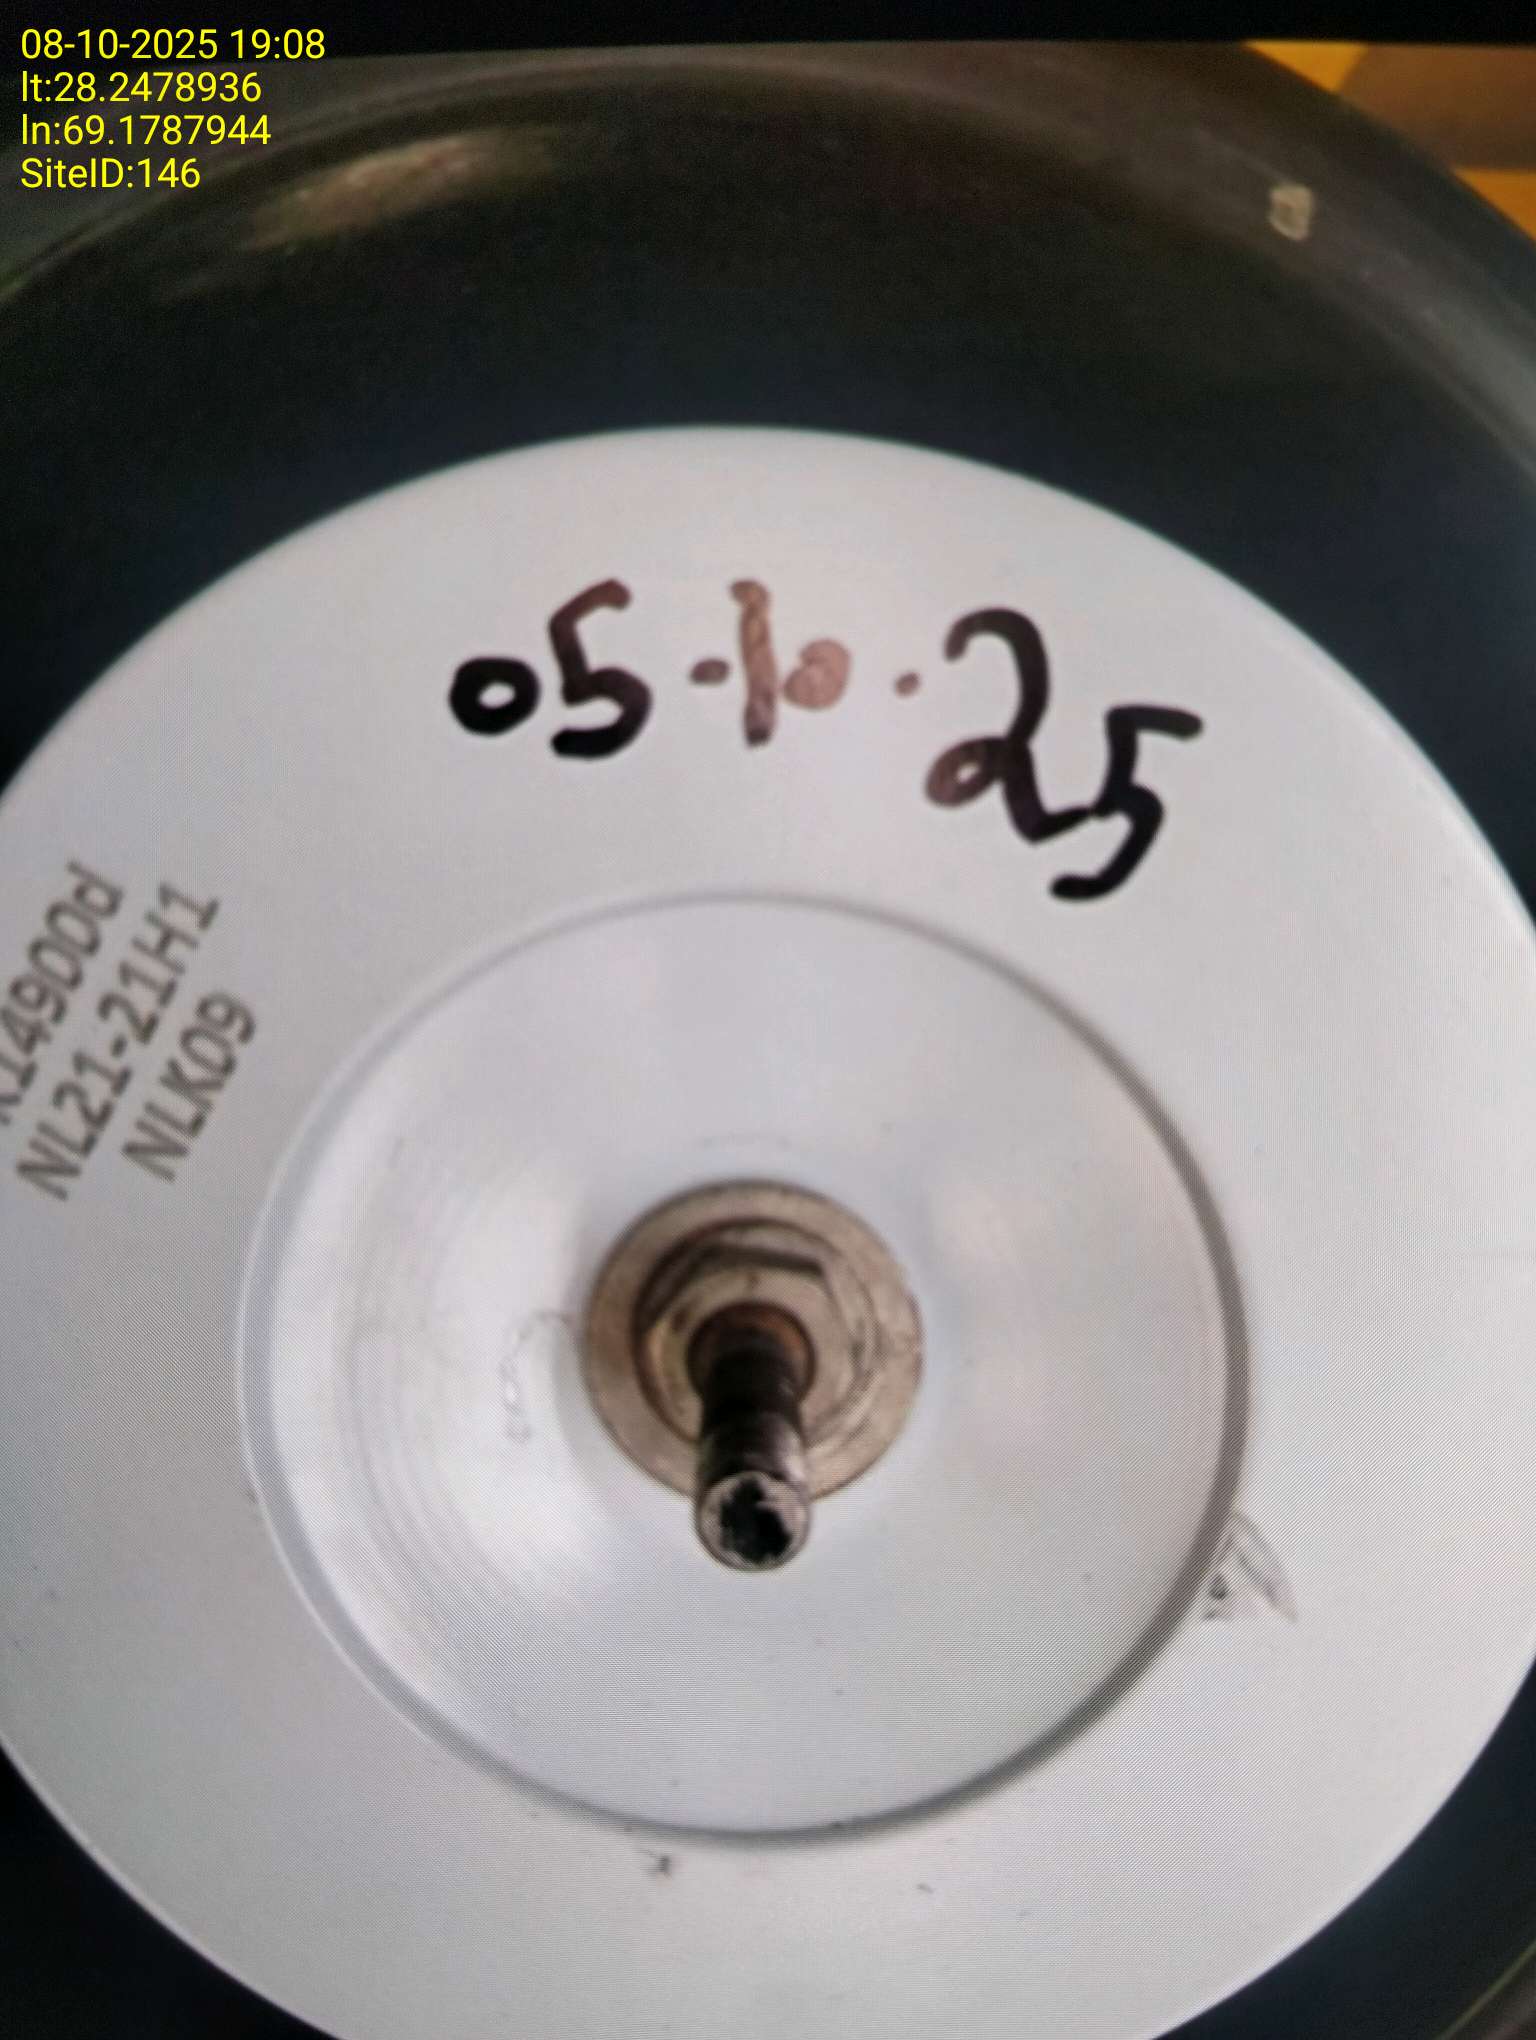 08-10-2025 19:08
lt:28.2478936
ln:69.1787944
SiteID:146
05-10.25
NL21-21H1
NLK09